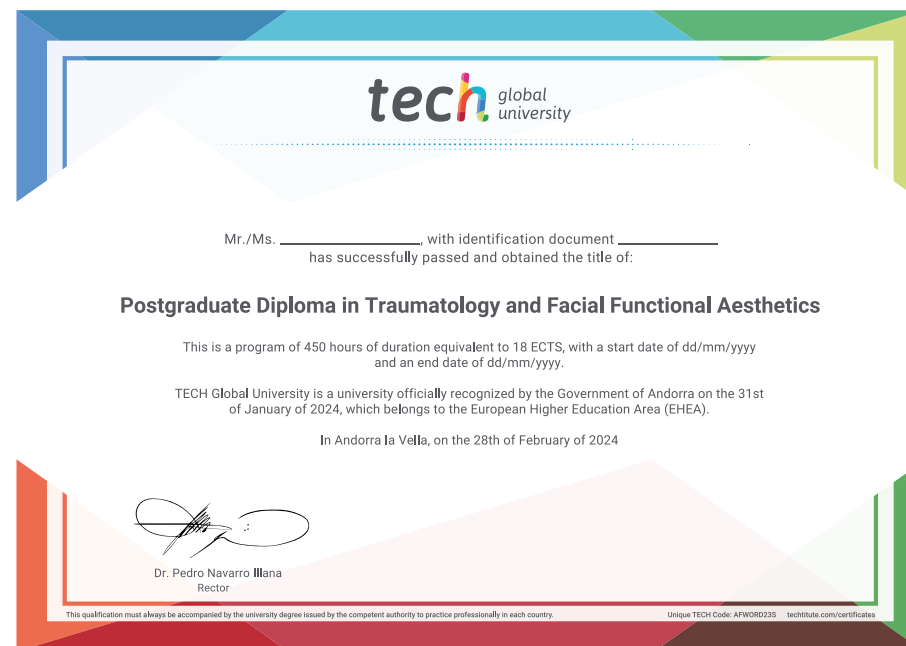 tech global university
Mr./Ms. ____________, with identification document ____________
has successfully passed and obtained the title of:
Postgraduate Diploma in Traumatology and Facial Functional Aesthetics
This is a program of 450 hours of duration equivalent to 18 ECTS, with a start date of dd/mm/yyyy
and an end date of dd/mm/yyyy.
TECH Global University is a university officially recognized by the Government of Andorra on the 31st
of January of 2024, which belongs to the European Higher Education Area (EHEA).
In Andorra la Vella, on the 28th of February of 2024
Dr. Pedro Navarro Illana
Rector
This qualification must always be accompanied by the university degree issued by the competent authority to practice professionally in each country. Unique TECH Code: AFWORD23S techtitute.com/certificates